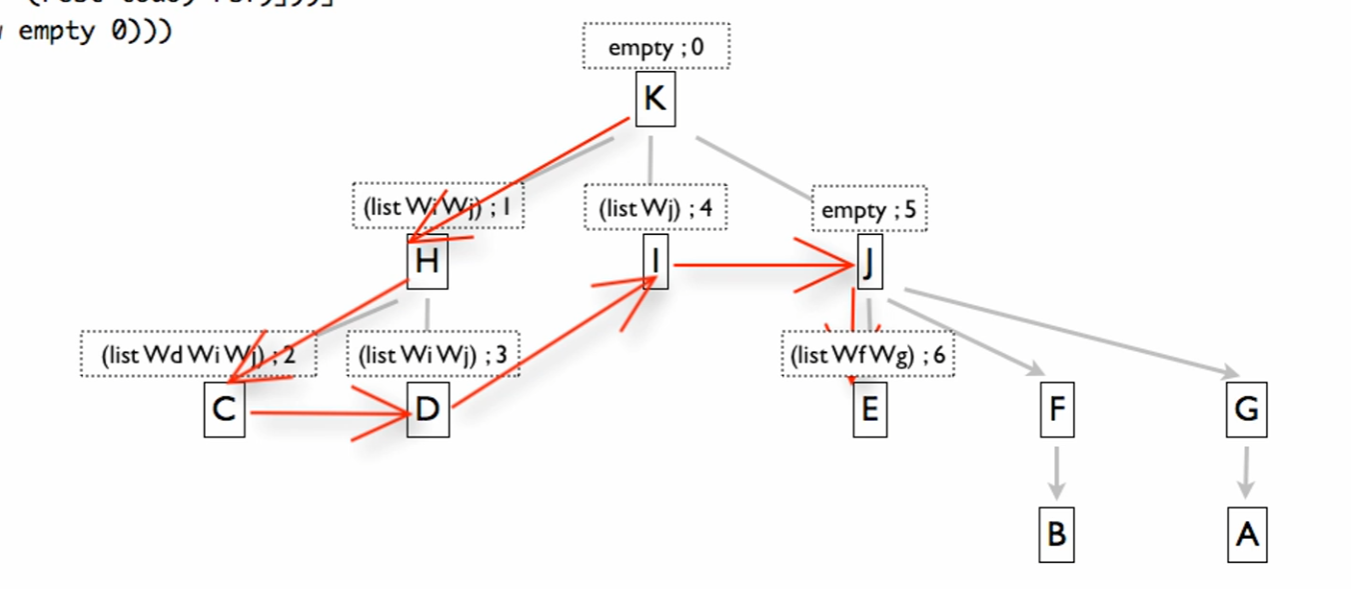 empty 0)))
empty ; 0
K
(list Wi Wj) ; 1
(list Wj) ; 4
empty ; 5
H
I
J
(list Wd Wi Wj) ; 2
(list Wi Wj) ; 3
(list Wf Wg) ; 6
C
D
E
F
G
B
A